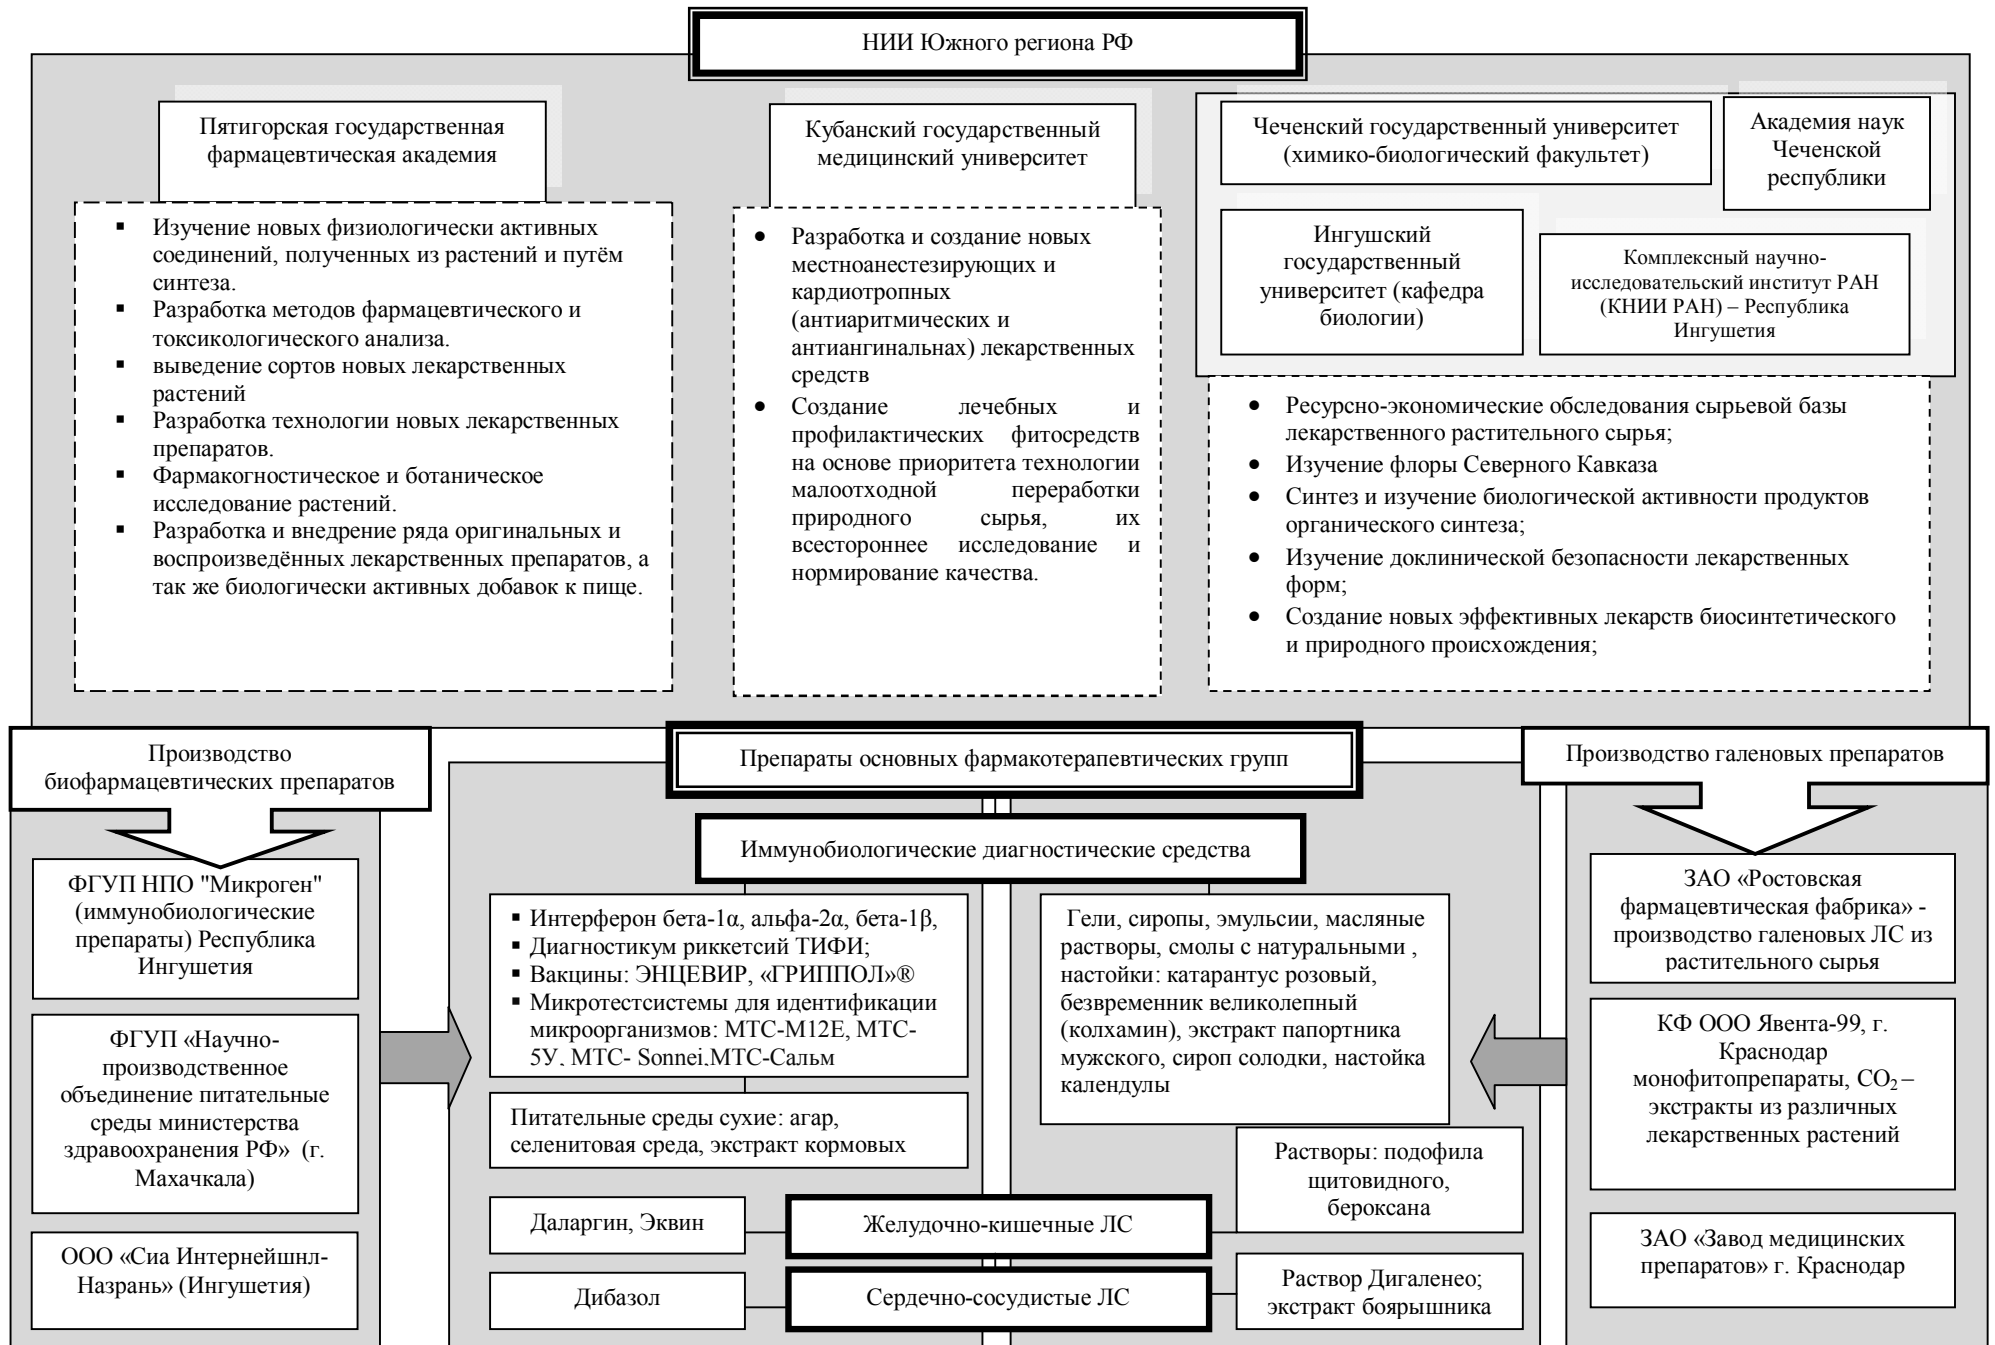 НИИ Южного региона РФ
Пятигорская государственная
фармацевтическая академия
▪ Изучение новых физиологически активных
соединений, полученных из растений и путём
синтеза.
▪ Разработка методов фармацевтического и
токсикологического анализа.
▪ выведение сортов новых лекарственных
растений
▪ Разработка технологии новых лекарственных
препаратов.
▪ Фармакогностическое и ботаническое
исследование растений.
▪ Разработка и внедрение ряда оригинальных и
воспроизведённых лекарственных препаратов, а
так же биологически активных добавок к пище.
Кубанский государственный
медицинский университет
• Разработка и создание новых
местноанестезирующих и
кардиотропных
(антиаритмических и
антиангинальнах) лекарственных
средств
• Создание лечебных и
профилактических фитосредств
на основе приоритета технологии
малоотходной переработки
природного сырья, их
всестороннее исследование и
нормирование качества.
Чеченский государственный университет
(химико-биологический факультет)
Академия наук
Чеченской
республики
Ингушский
государственный
университет (кафедра
биологии)
Комплексный научно-
исследовательский институт РАН
(КНИИ РАН) – Республика
Ингушетия
• Ресурсно-экономические обследования сырьевой базы
лекарственного растительного сырья;
• Изучение флоры Северного Кавказа
• Синтез и изучение биологической активности продуктов
органического синтеза;
• Изучение доклинической безопасности лекарственных
форм;
• Создание новых эффективных лекарств биосинтетического
и природного происхождения;
Производство
биофармацевтических препаратов
ФГУП НПО "Микроген"
(иммунобиологические
препараты) Республика
Ингушетия
ФГУП «Научно-
производственное
объединение питательные
среды министерства
здравоохранения РФ» (г.
Махачкала)
ООО «Сиа Интернейшнл-
Назрань» (Ингушетия)
Препараты основных фармакотерапевтических групп
Иммунобиологические диагностические средства
▪ Интерферон бета-1α, альфа-2α, бета-1β,
▪ Диагностикум риккетсий ТИФИ;
▪ Вакцины: ЭНЦЕВИР, «ГРИППОЛ»®
▪ Микротестсистемы для идентификации
микроорганизмов: МТС-М12Е, МТС-
5У, МТС- Sonnei,МТС-Сальм
Питательные среды сухие: агар,
селенитовая среда, экстракт кормовых
Гели, сиропы, эмульсии, масляные
растворы, смолы с натуральными ,
настойки: катарантус розовый,
безвременник великолепный
(колхамин), экстракт папортника
мужского, сироп солодки, настойка
календулы
Растворы: подофила
щитовидного,
бероксана
Даларгин, Эквин
Желудочно-кишечные ЛС
Дибазол
Сердечно-сосудистые ЛС
Раствор Дигаленео;
экстракт боярышника
Производство галеновых препаратов
ЗАО «Ростовская
фармацевтическая фабрика» -
производство галеновых ЛС из
растительного сырья
КФ ООО Явента-99, г.
Краснодар
монофитопрепараты, CO₂ –
экстракты из различных
лекарственных растений
ЗАО «Завод медицинских
препаратов» г. Краснодар